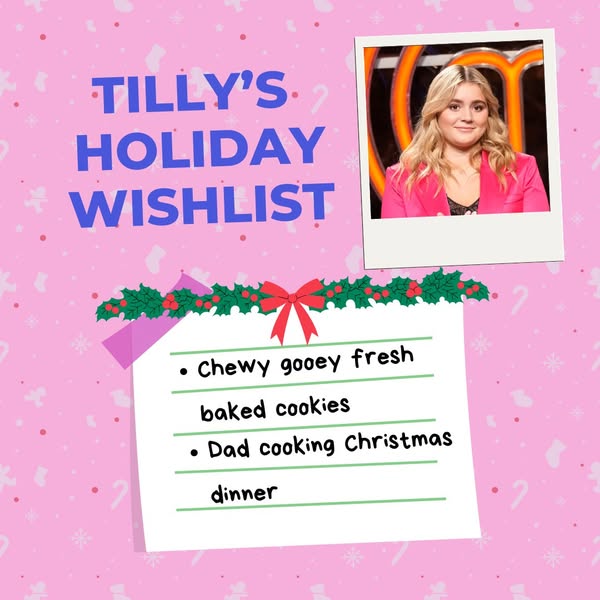 TILLY'S
HOLIDAY
WISHLIST
• Chewy gooey fresh
baked cookies
• Dad cooking Christmas
dinner